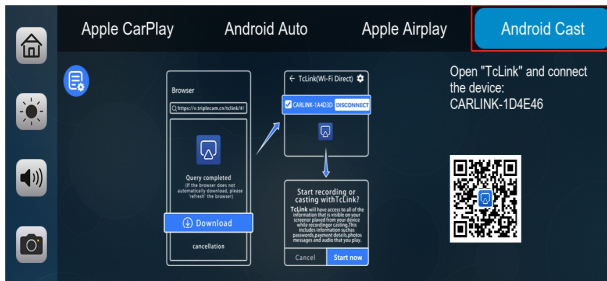 Apple CarPlay
Android Auto
Apple Airplay
Android Cast
Browser
https://e.triplecam.cn/tclink/#/
Query completed
(If the browser does not
automatically download, please
'refresh' the browser)
Download
cancellation
TcLink(Wi-Fi Direct)
CARLINK-1A4D3D DISCONNECT
Start recording or
casting withTcLink?
TcLink will have access to all of the
information that is visible on your
screenor played from your device
while recordingor casting.This
includes information suchas
passwords,payment details,photos
messages and audio that you play.
Cancel
Start now
Open "TcLink" and connect
the device:
CARLINK-1D4E46